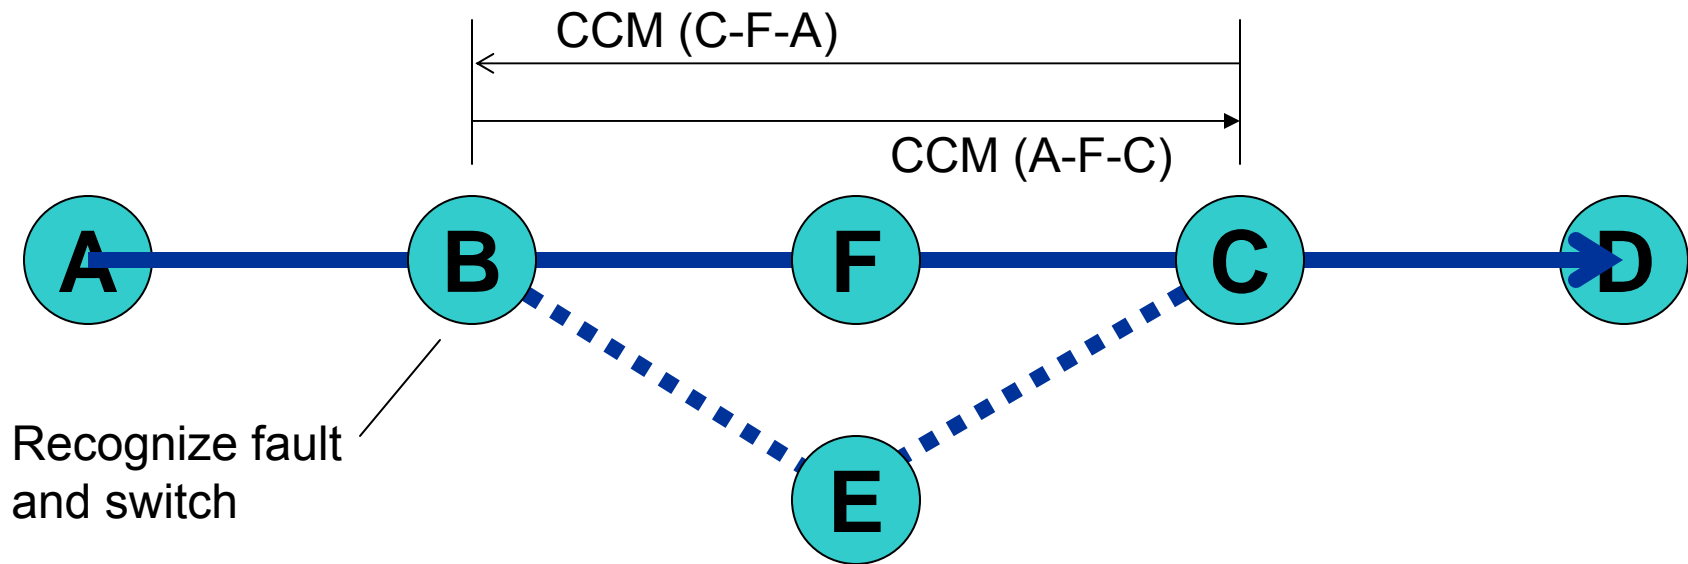 CCM (C-F-A)
CCM (A-F-C)
A
B
F
C
D
Recognize fault
and switch
E